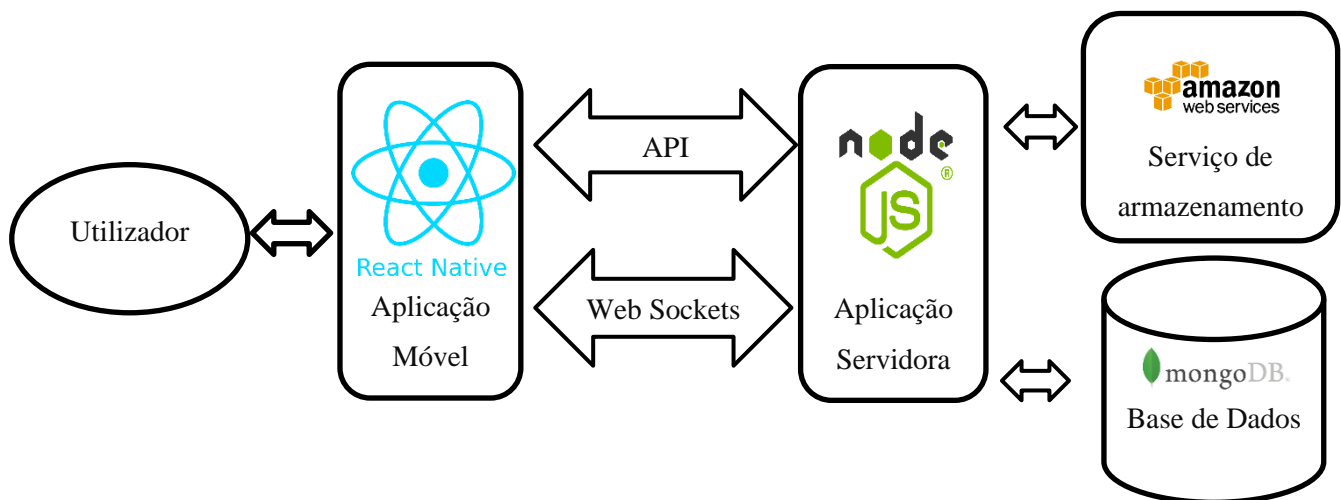 Utilizador
React Native
Aplicação
Móvel
API
Web Sockets
node
JS
®
Aplicação
Servidora
amazon
web services
Serviço de
armazenamento
mongoDB.
Base de Dados